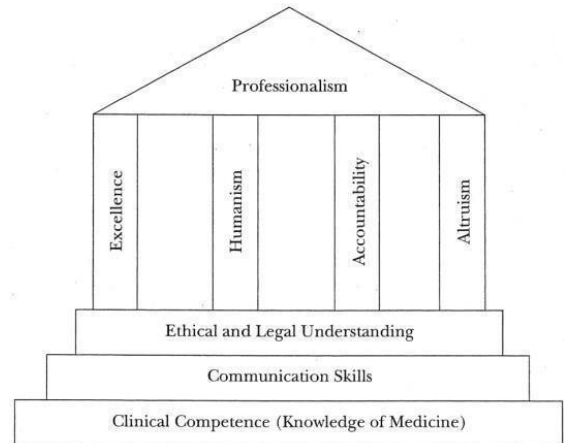 Professionalism
Excellence
Humanism
Accountability
Altruism
Ethical and Legal Understanding
Communication Skills
Clinical Competence (Knowledge of Medicine)